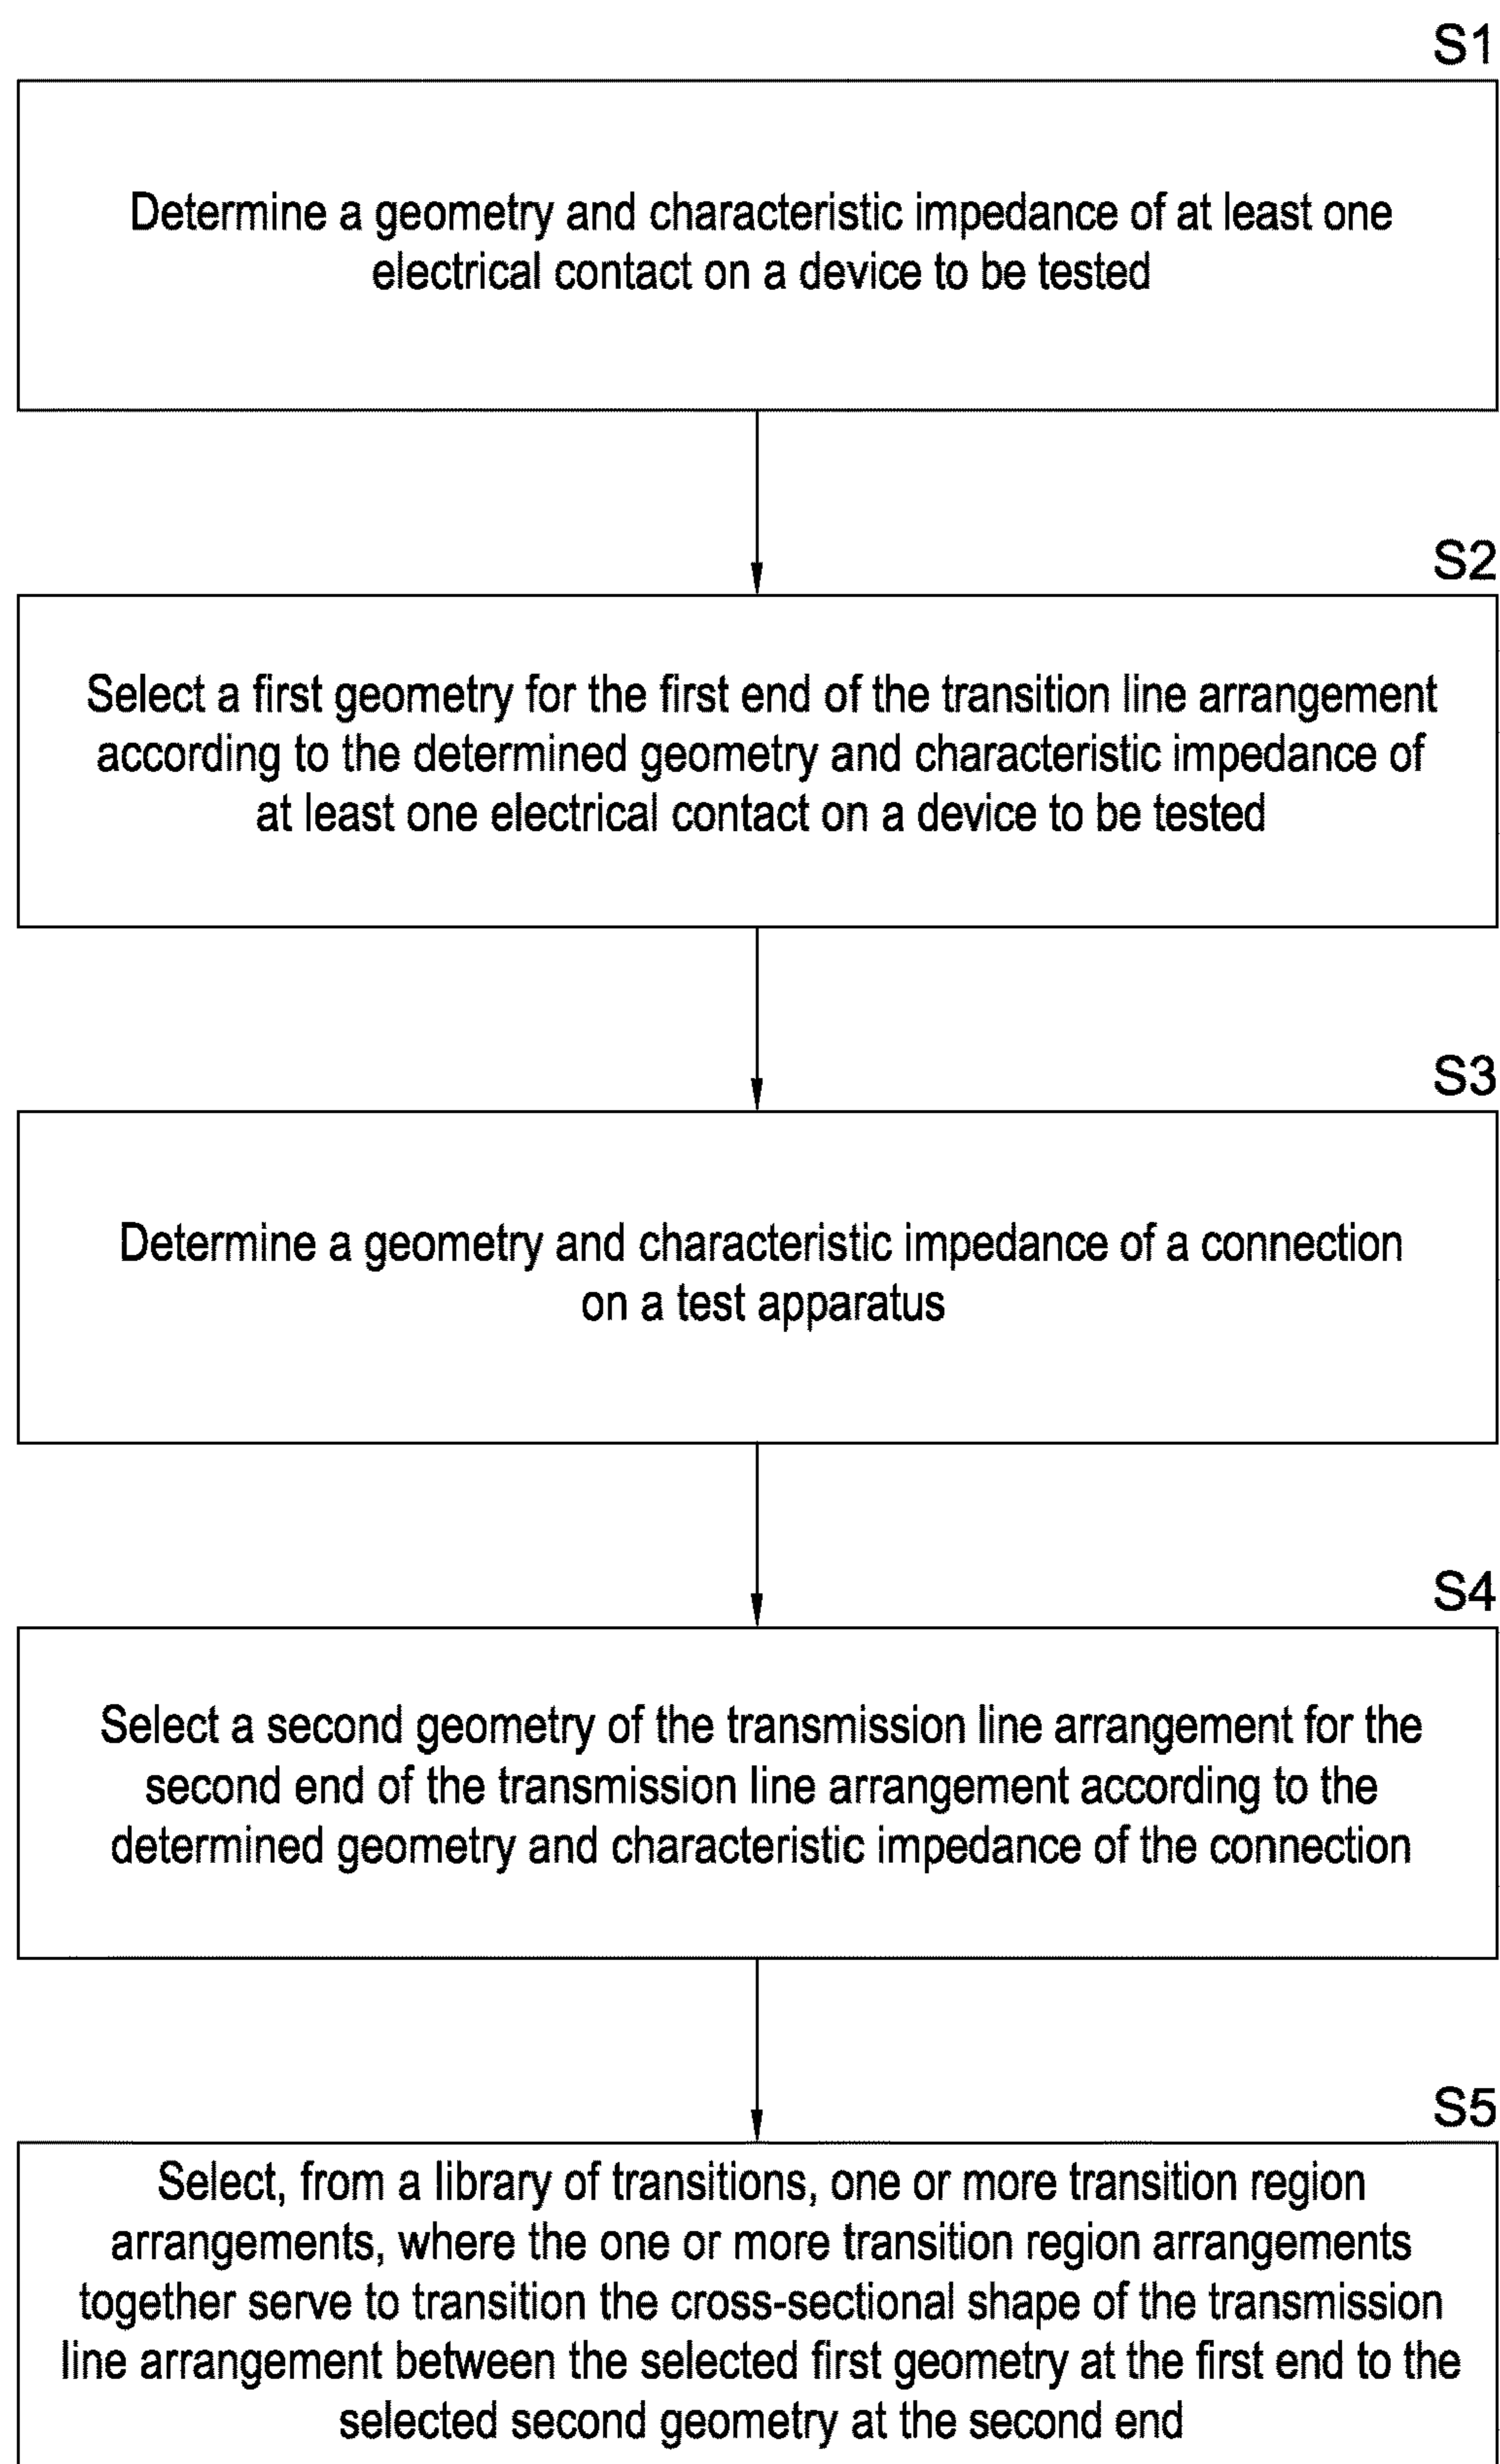 S1
Determine a geometry and characteristic impedance of at least one
electrical contact on a device to be tested
S2
Select a first geometry for the first end of the transition line arrangement
according to the determined geometry and characteristic impedance of
at least one electrical contact on a device to be tested
S3
Determine a geometry and characteristic impedance of a connection
on a test apparatus
S4
Select a second geometry of the transmission line arrangement for the
second end of the transmission line arrangement according to the
determined geometry and characteristic impedance of the connection
S5
Select, from a library of transitions, one or more transition region
arrangements, where the one or more transition region arrangements
together serve to transition the cross-sectional shape of the transmission
line arrangement between the selected first geometry at the first end to the
selected second geometry at the second end